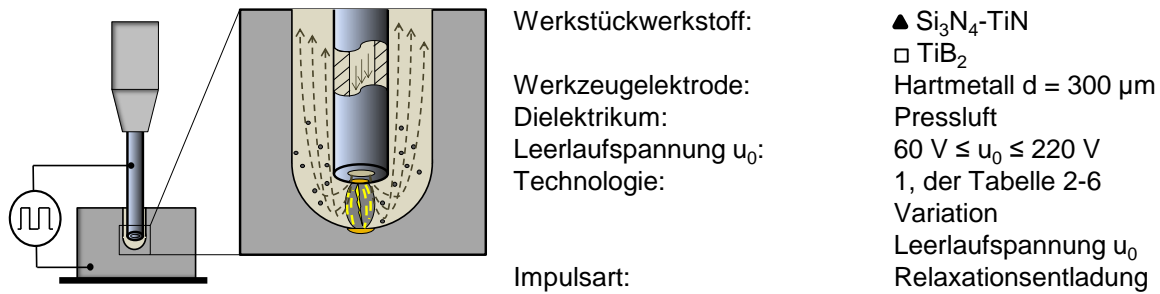 Werkstückwerkstoff: ▲ Si₃N₄-TiN
□ TiB₂
Werkzeugelektrode: Hartmetall d = 300 µm
Dielektrikum: Pressluft
Leerlaufspannung u₀: 60 V ≤ u₀ ≤ 220 V
Technologie: 1, der Tabelle 2-6
Variation
Leerlaufspannung u₀
Impulsart: Relaxationsentladung